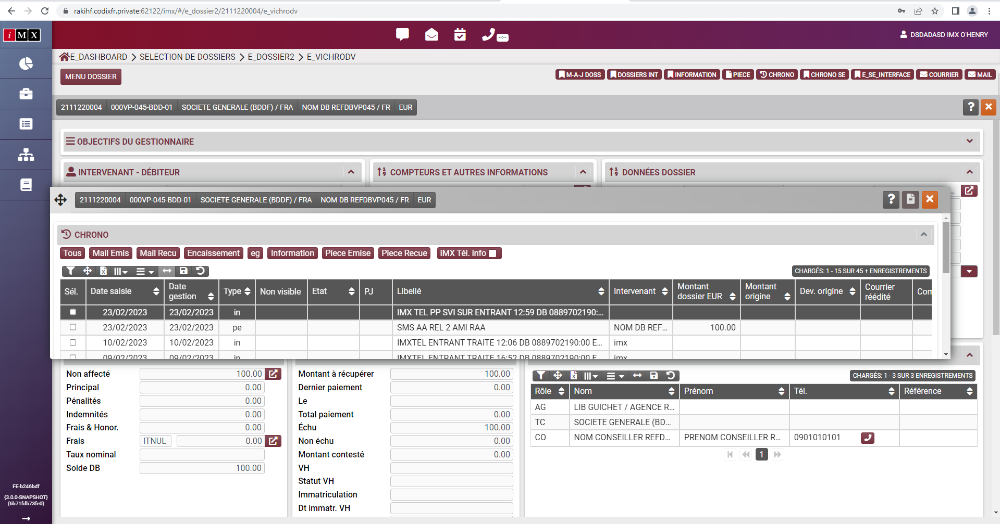 rakihf.codixfr.private:62122/imx/#/e_dossier2/2111220004/e_vichrodv
iMX
DSDADASD IMX O'HENRY
E_DASHBOARD > SELECTION DE DOSSIERS > E_DOSSIER2 > E_VICHRODV
MENU DOSSIER
M-A-J DOSS DOSSIERS INT INFORMATION PIECE CHRONO CHRONO SE E_SE_INTERFACE COURRIER MAIL
2111220004 000VP-045-BDD-01 SOCIETE GENERALE (BDDF) / FRA NOM DB REFDBVP045 / FR EUR
?
OBJECTIFS DU GESTIONNAIRE
INTERVENANT - DÉBITEUR
COMPTEURS ET AUTRES INFORMATIONS
DONNÉES DOSSIER
...
2111220004 000VP-045-BDD-01 SOCIETE GENERALE (BDDF) / FRA NOM DB REFDBVP045 / FR EUR
?
CHRONO
Tous Mail Emis Mail Recu Encaissement eg Information Piece Emise Piece Recue iMX Tél. info
CHARGÉS: 1 - 15 SUR 45 + ENREGISTREMENTS
Sél. Date saisie Date gestion Type Non visible Etat PJ Libellé Intervenant Montant dossier EUR Montant origine Dev. origine Courrier réédité
23/02/2023 23/02/2023 in IMX TEL PP SVI SUR ENTRANT 12:59 DB 0889702190:...
23/02/2023 23/02/2023 pe SMS AA REL 2 AMI RAA NOM DB REF... 100.00
10/02/2023 10/02/2023 in IMXTEL ENTRANT TRAITE 12:06 DB 0889702190:00 E... imx
09/02/2023 09/02/2023 in IMXTEL ENTRANT TRAITE 16:52 DB 0889702190:00 E... imx
Non affecté 100.00
Principal 0.00
Pénalités 0.00
Indemnités 0.00
Frais & Honor. 0.00
Frais ITNUL 0.00
Taux nominal
Solde DB 100.00
Montant à récupérer 100.00
Dernier paiement 0.00
Le
Total paiement 0.00
Échu 100.00
Non échu 0.00
Montant contesté 0.00
VH
Statut VH
Immatriculation
Dt immatr. VH
CHARGÉS: 1 - 3 SUR 3 ENREGISTREMENTS
Rôle Nom Prénom Tél. Référence
AG LIB GUICHET / AGENCE R...
TC SOCIETE GENERALE (BD...
CO NOM CONSEILLER REFD... PRENOM CONSEILLER R... 0901010101
1
FE-b246bdf
{3.0.0-SNAPSHOT}
(6b71fdb73fe0)